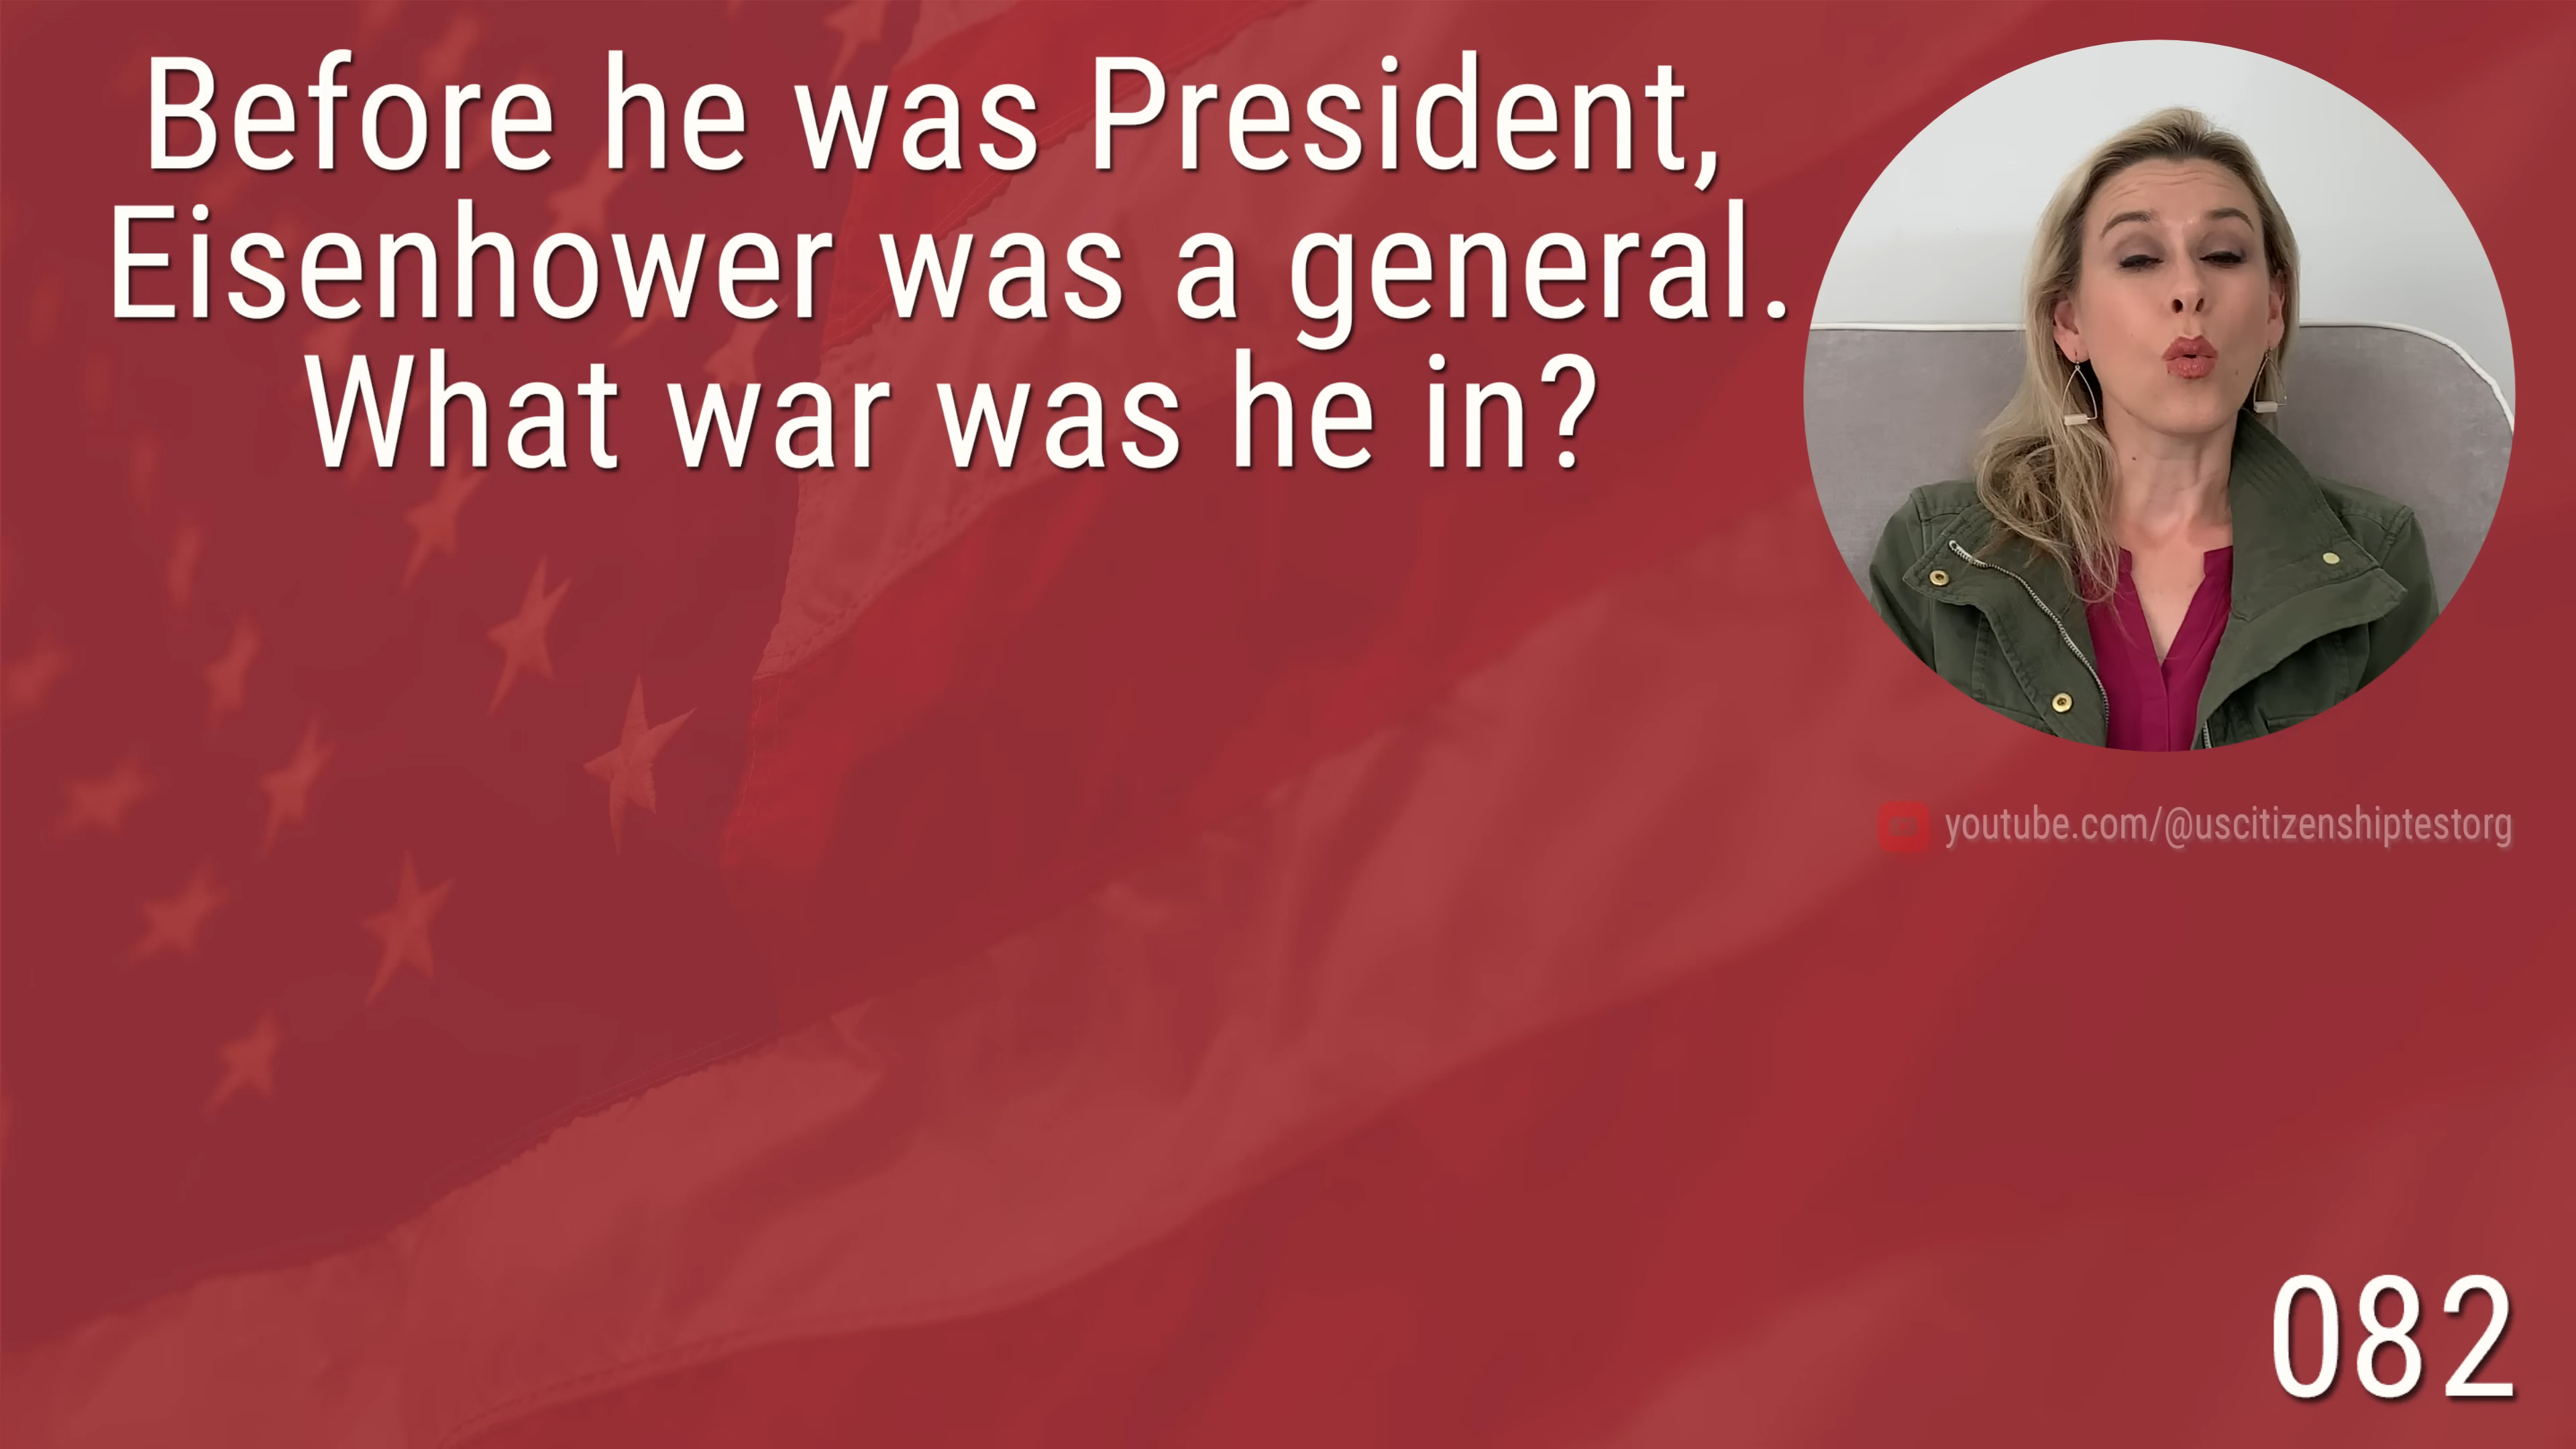 Before he was President,
Eisenhower was a general.
What war was he in?
youtube.com/@uscitizenshiptestorg
082